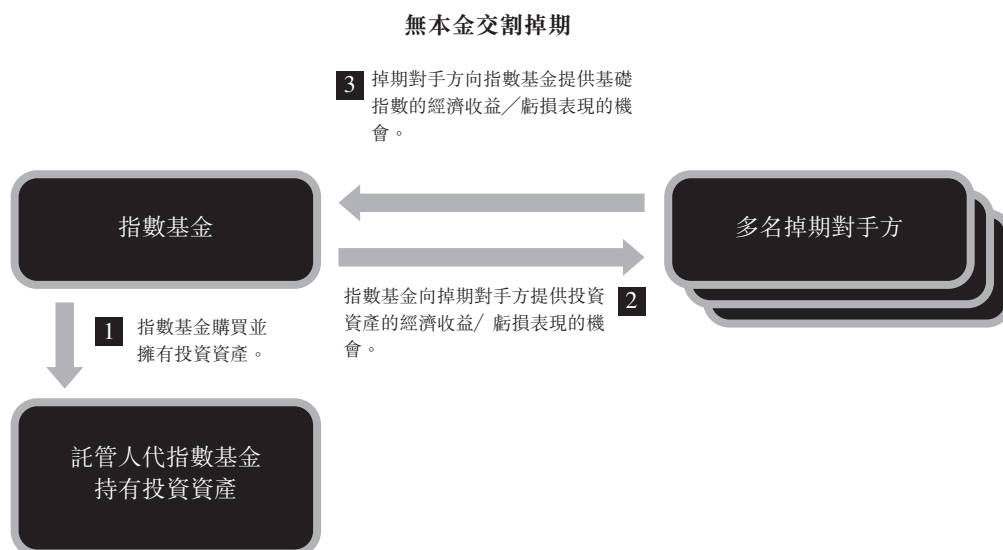 無本金交割掉期
3
掉期對手方向指數基金提供基礎
指數的經濟收益／虧損表現的機
會。
指數基金
多名掉期對手方
指數基金向掉期對手方提供投資
資產的經濟收益/ 虧損表現的機
會。
2
1
指數基金購買並
擁有投資資產。
託管人代指數基金
持有投資資產